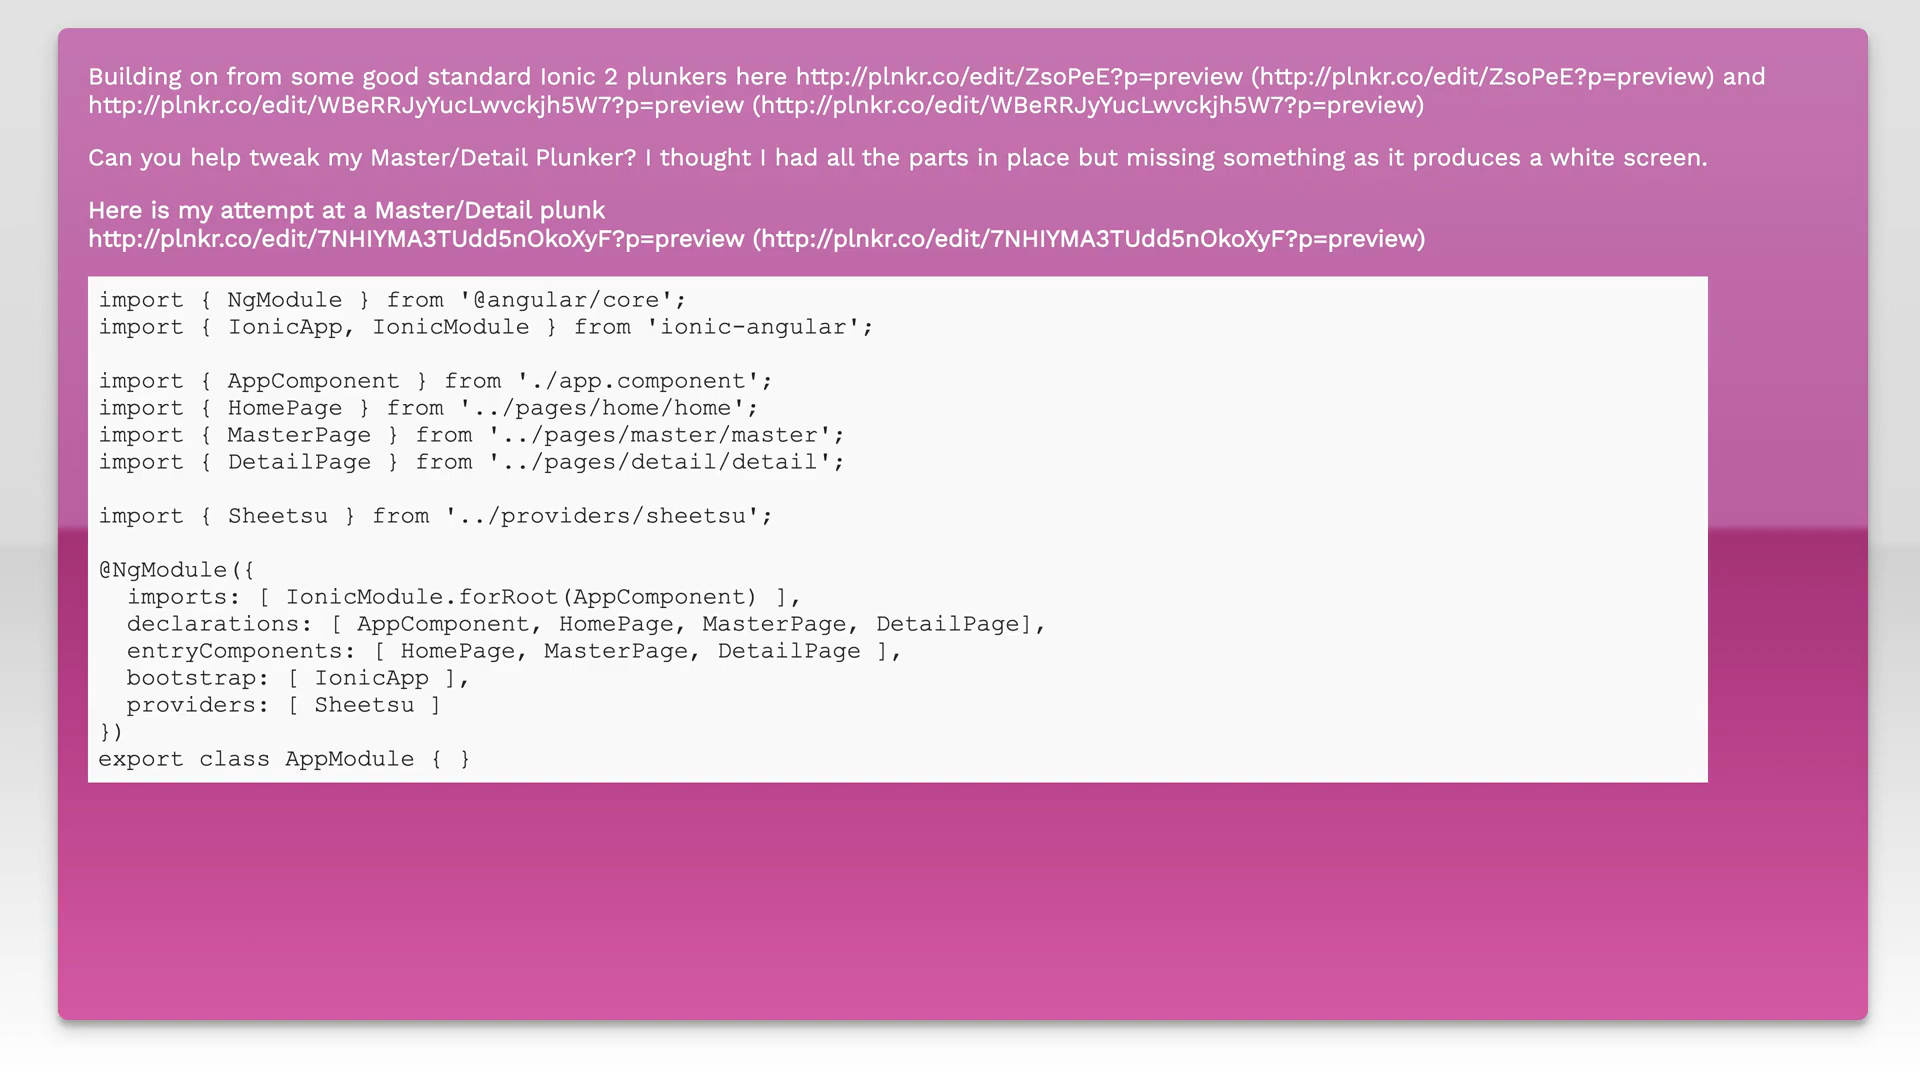 Building on from some good standard Ionic 2 plunkers here http://plnkr.co/edit/ZsoPeE?p=preview (http://plnkr.co/edit/ZsoPeE?p=preview) and
http://plnkr.co/edit/WBeRRJyYucLwvckjh5W7?p=preview (http://plnkr.co/edit/WBeRRJyYucLwvckjh5W7?p=preview)
Can you help tweak my Master/Detail Plunker? I thought I had all the parts in place but missing something as it produces a white screen.
Here is my attempt at a Master/Detail plunk
http://plnkr.co/edit/7NHIYMA3TUdd5nOkoXyF?p=preview (http://plnkr.co/edit/7NHIYMA3TUdd5nOkoXyF?p=preview)
import { NgModule } from '@angular/core';
import { IonicApp, IonicModule } from 'ionic-angular';
import { AppComponent } from './app.component';
import { HomePage } from '../pages/home/home';
import { MasterPage } from '../pages/master/master';
import { DetailPage } from '../pages/detail/detail';
import { Sheetsu } from '../providers/sheetsu';
@NgModule({
  imports: [ IonicModule.forRoot(AppComponent) ],
  declarations: [ AppComponent, HomePage, MasterPage, DetailPage],
  entryComponents: [ HomePage, MasterPage, DetailPage ],
  bootstrap: [ IonicApp ],
  providers: [ Sheetsu ]
})
export class AppModule { }